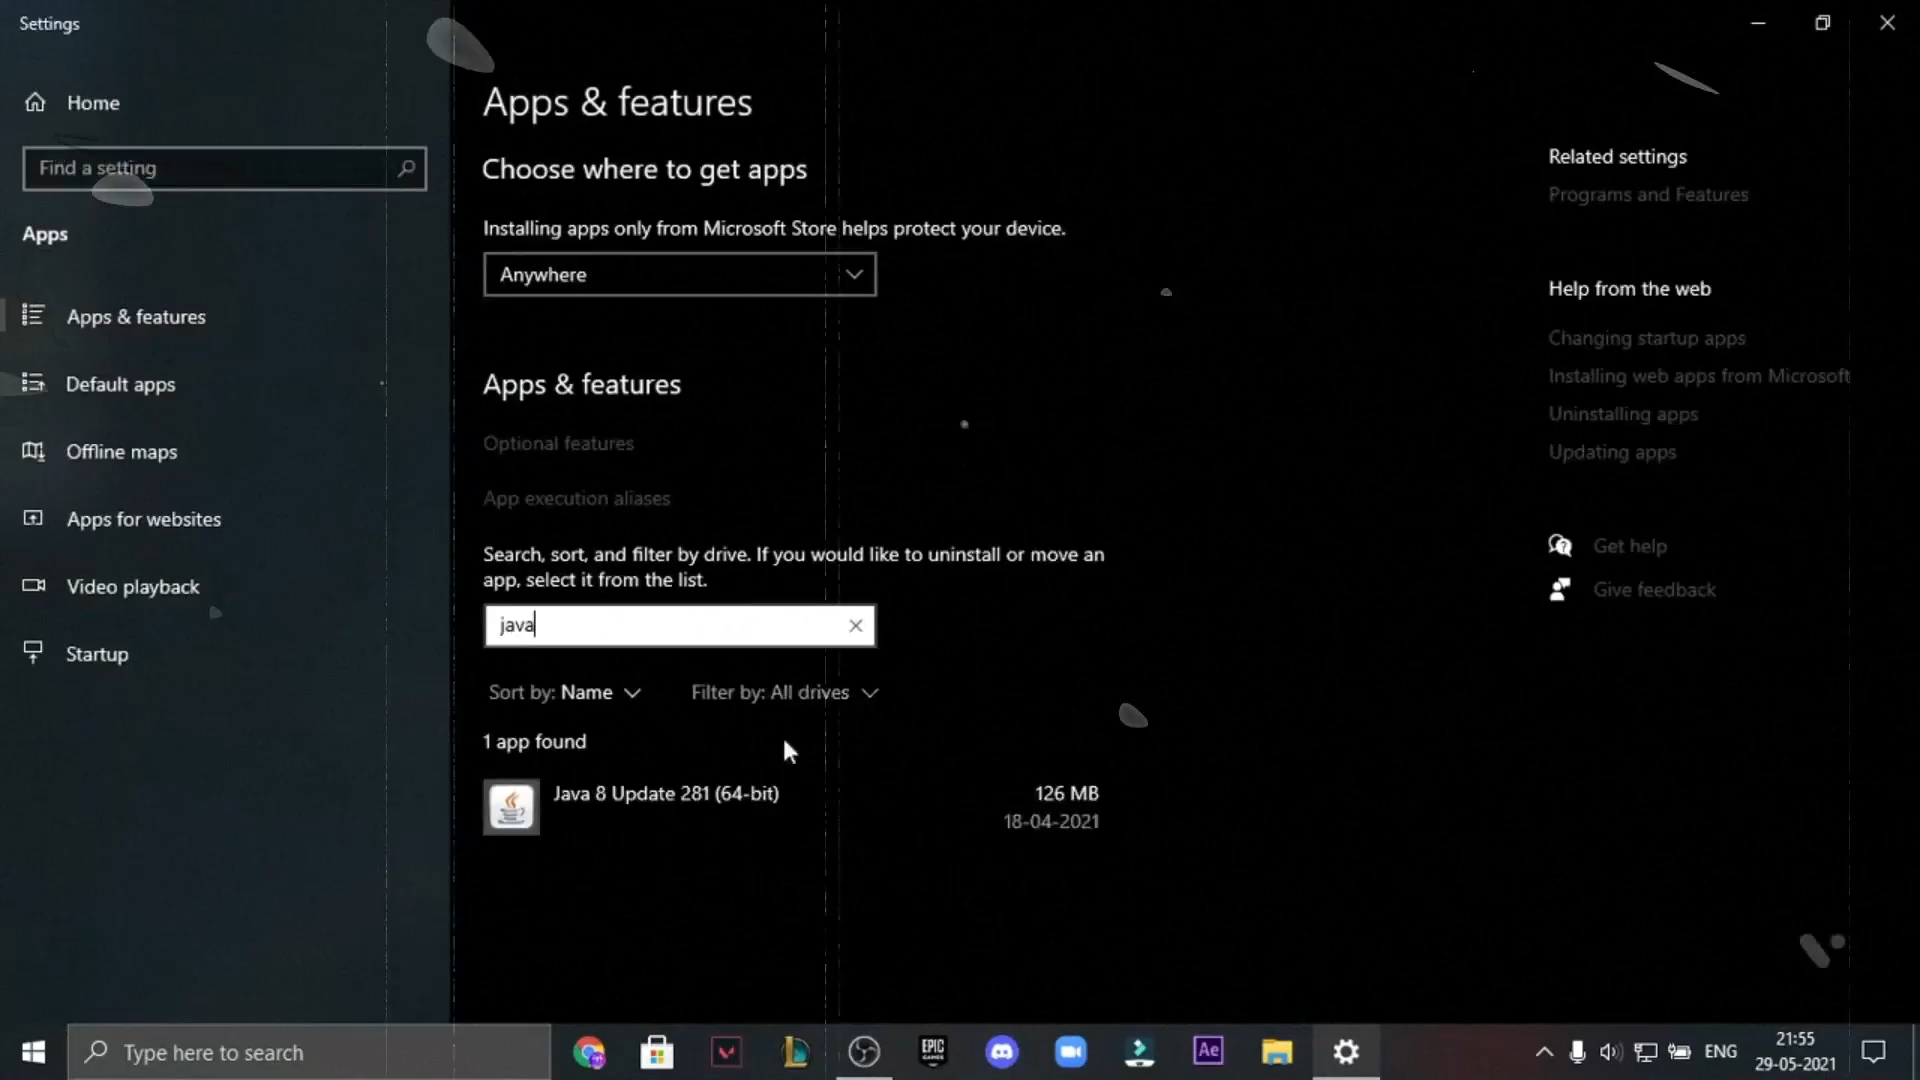 Settings
Home
Find a setting
Apps
Apps & features
Default apps
Offline maps
Apps for websites
Video playback
Startup
Apps & features
Choose where to get apps
Installing apps only from Microsoft Store helps protect your device.
Anywhere
Apps & features
Optional features
App execution aliases
Search, sort, and filter by drive. If you would like to uninstall or move an
app, select it from the list.
java
Sort by: Name
Filter by: All drives
1 app found
Java 8 Update 281 (64-bit)
126 MB
18-04-2021
Related settings
Programs and Features
Help from the web
Changing startup apps
Installing web apps from Microsoft
Uninstalling apps
Updating apps
Get help
Give feedback
Type here to search
EPIC
GAMES
Ae
ENG
21:55
29-05-2021